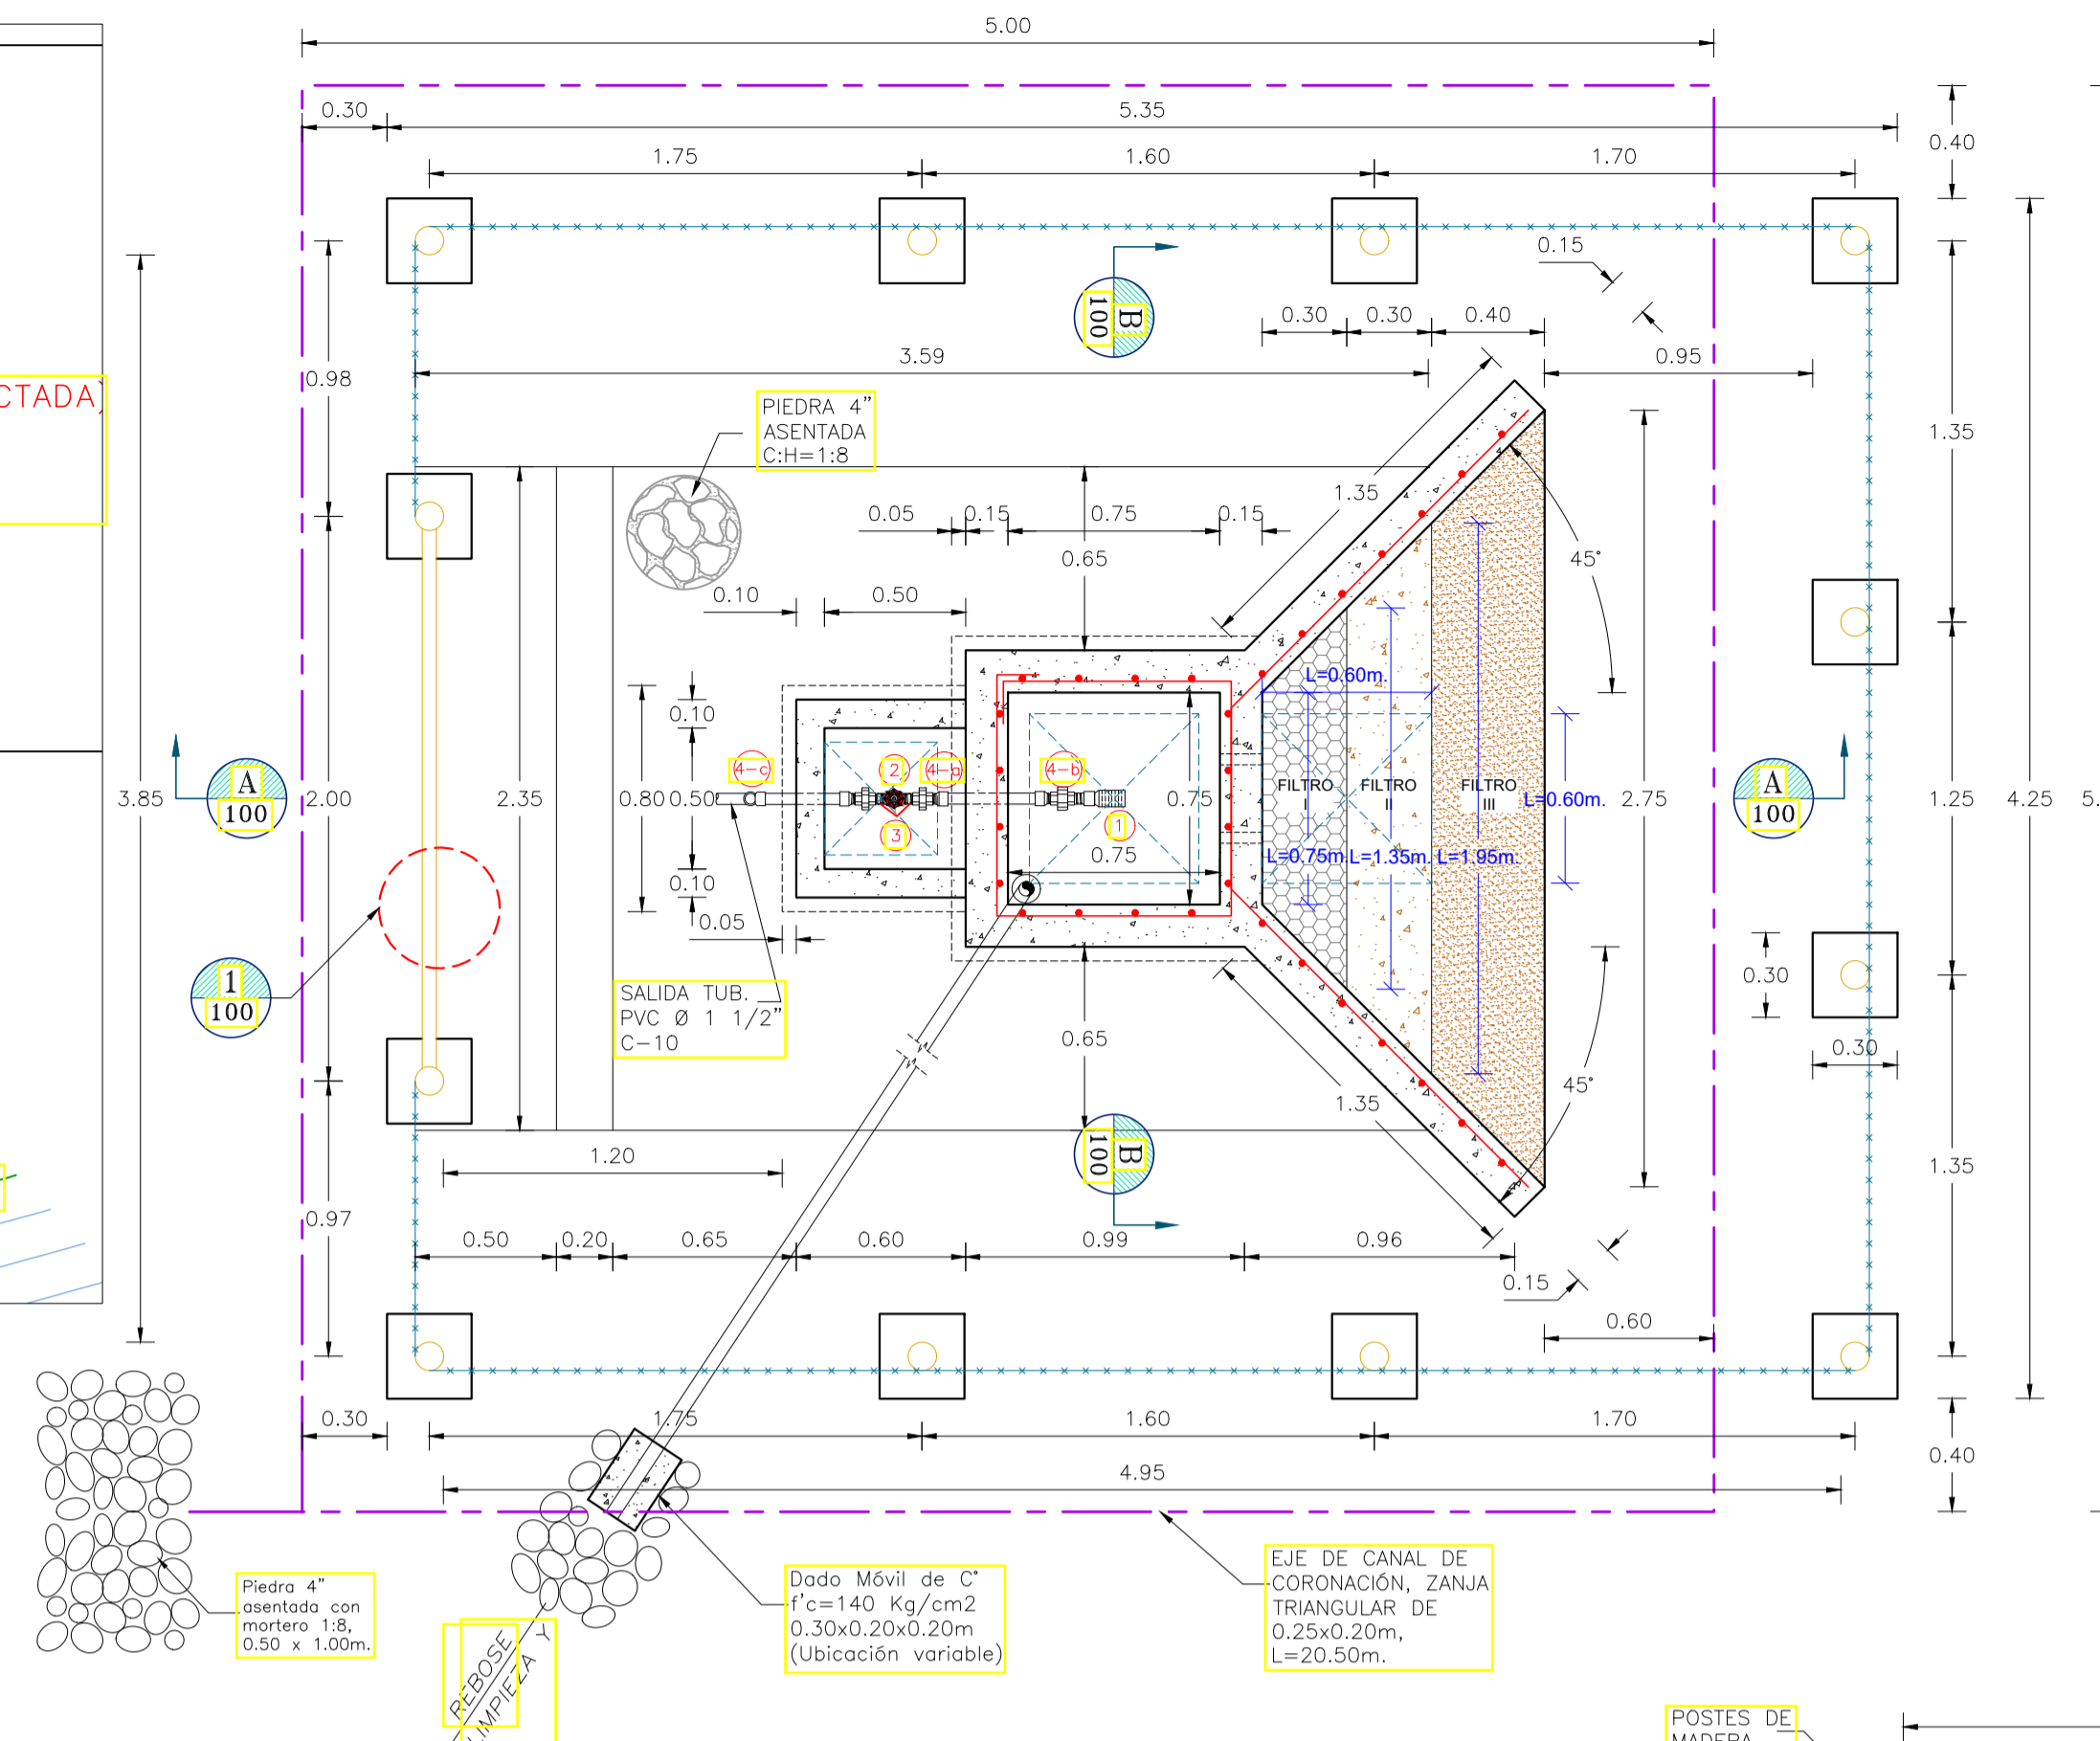 5.00
0.30
5.35
0.40
1.75
1.60
1.70
0.15
B
100
0.30
0.30
0.40
3.59
0.95
0.98
CTADA)
PIEDRA 4"
ASENTADA
C:H=1:8
1.35
1.35
0.05
0.15
0.75
0.15
0.65
45°
0.10
0.50
L=0.60m.
0.10
4-c
2
4-a
4-b
A
100
3.85
2.00
2.35
0.80
0.50
0.75
FILTRO
I
FILTRO
II
FILTRO
III
L=0.60m.
2.75
A
100
1.25
4.25
5.
3
1
0.75
L=0.75m.
L=1.35m.
L=1.95m.
0.10
0.05
1
100
SALIDA TUB.
PVC Ø 1 1/2"
C-10
0.65
0.30
0.30
45°
1.35
B
100
1.20
1.35
0.97
0.50
0.20
0.65
0.60
0.99
0.96
0.15
0.60
0.30
1.75
1.60
1.70
0.40
4.95
Piedra 4"
asentada con
mortero 1:8,
0.50 x 1.00m.
REBOSE Y
LIMPIEZA
Dado Móvil de C°
f'c=140 Kg/cm2
0.30x0.20x0.20m
(Ubicación variable)
EJE DE CANAL DE
CORONACIÓN, ZANJA
TRIANGULAR DE
0.25x0.20m,
L=20.50m.
POSTES DE
MADERA